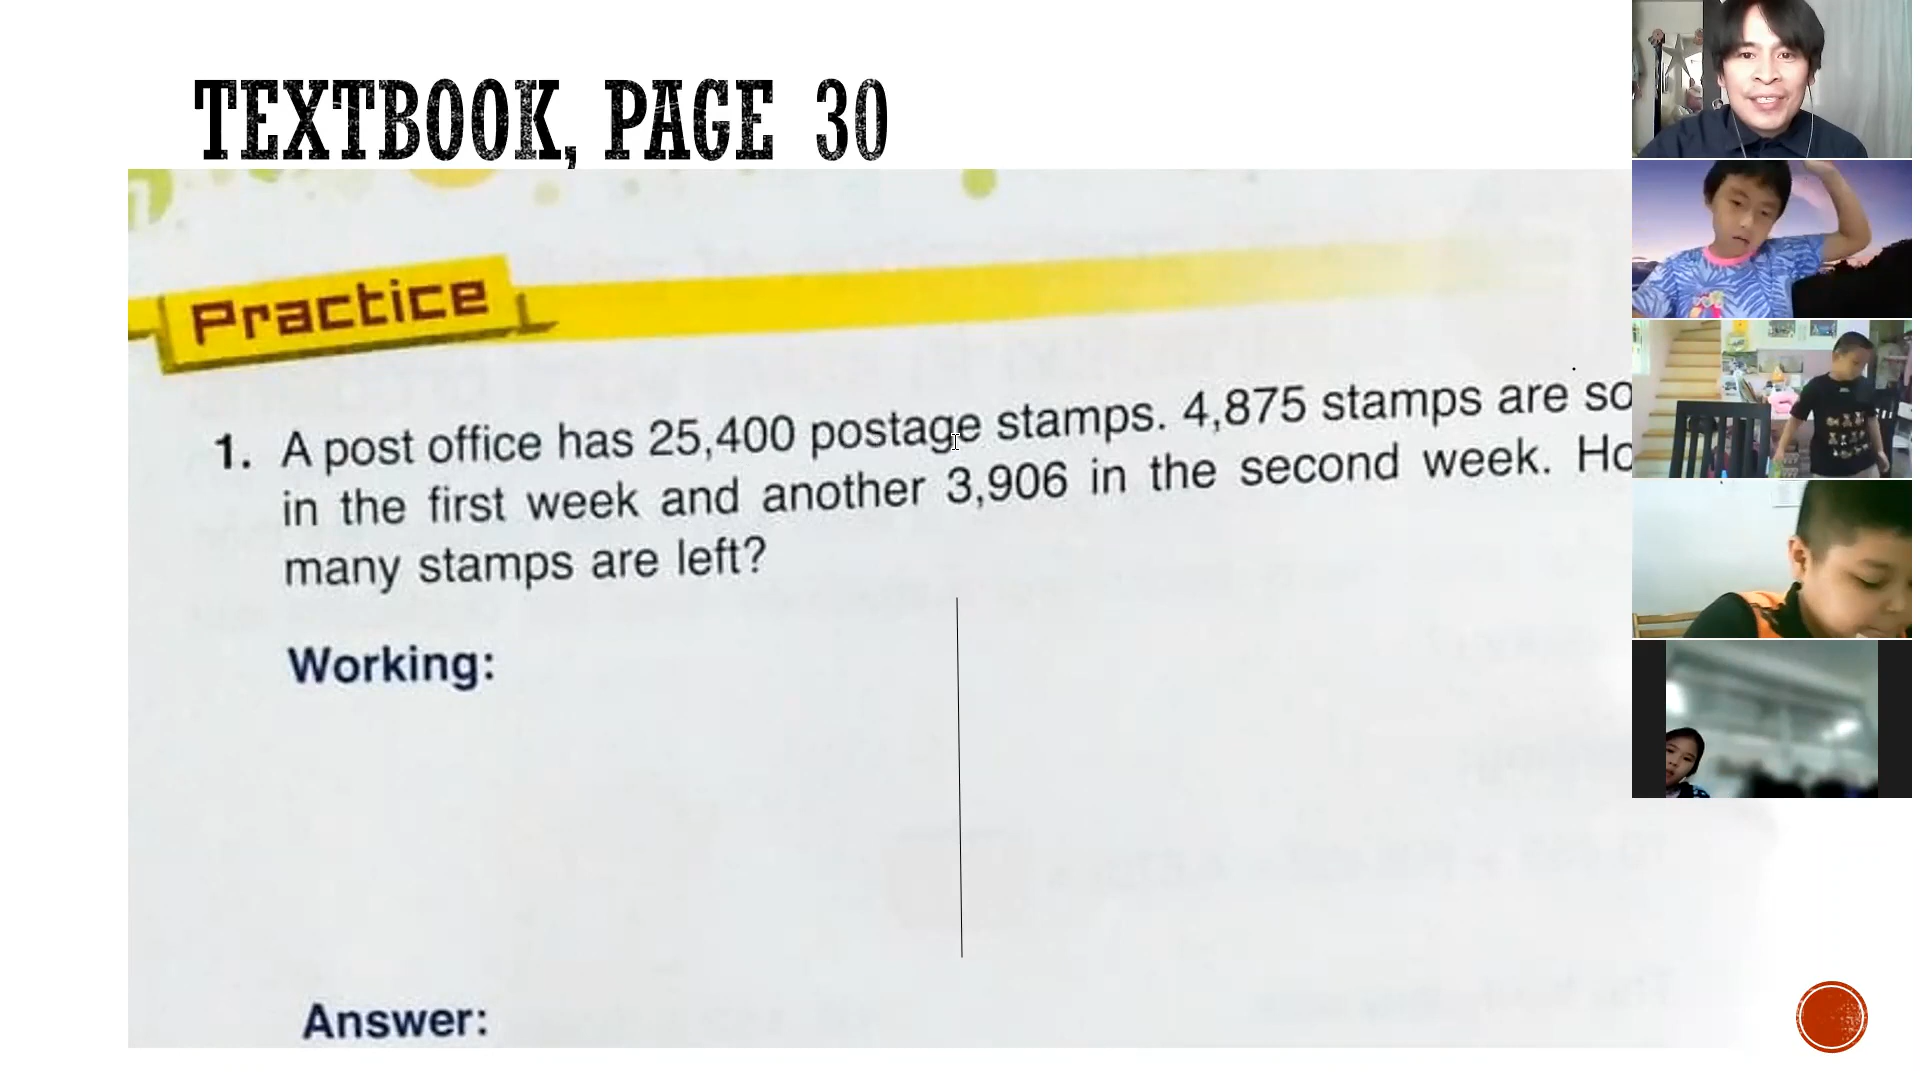 TEXTBOOK, PAGE 30
Practice
1. A post office has 25,400 postage stamps. 4,875 stamps are so
in the first week and another 3,906 in the second week. Ho
many stamps are left?
Working:
Answer: